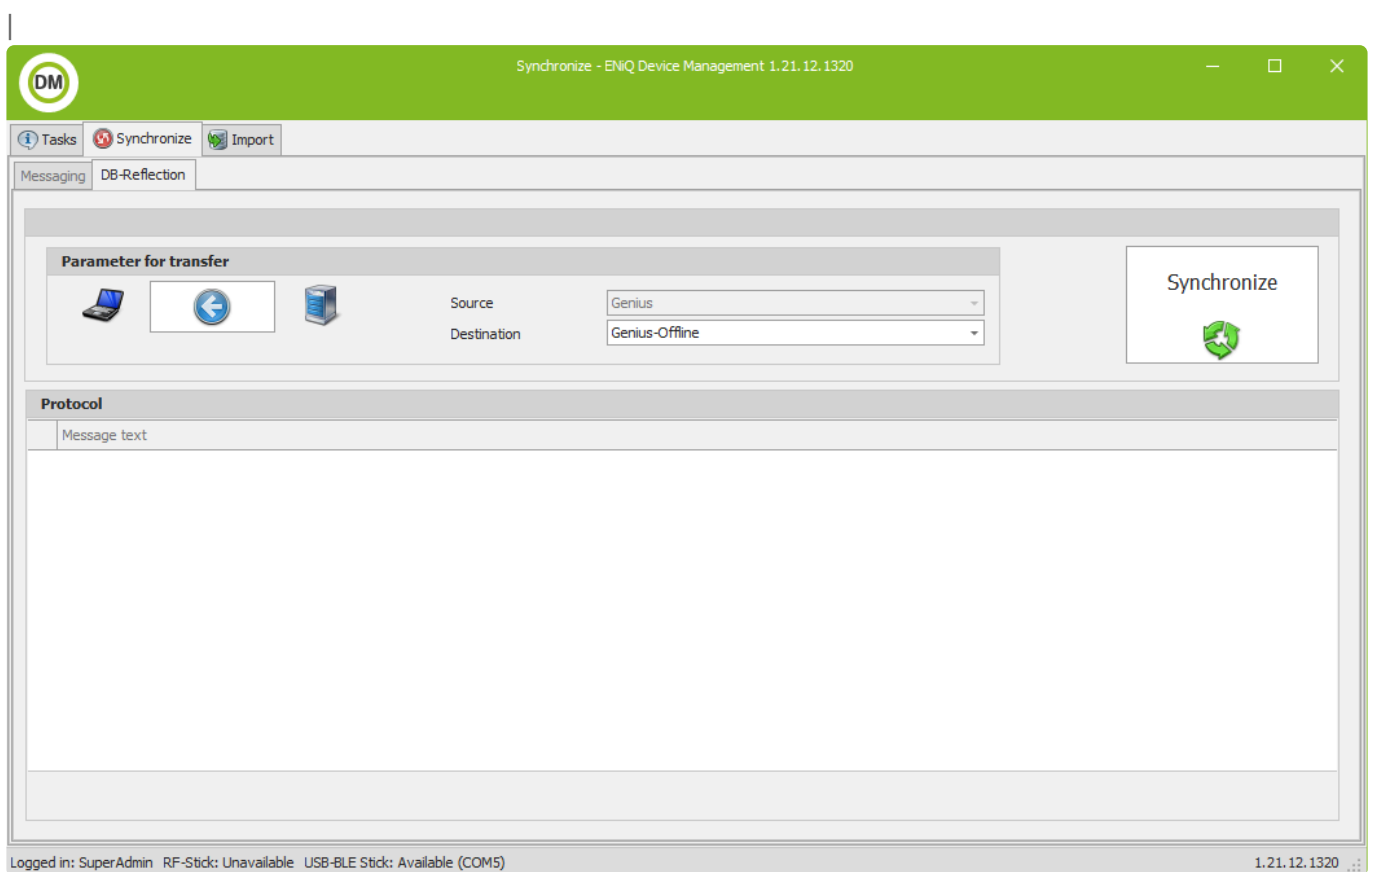 DM
Synchronize - ENiQ Device Management 1.21.12.1320
Tasks Synchronize Import
Messaging DB-Reflection
Parameter for transfer
Source Genius
Destination Genius-Offline
Synchronize
Protocol
Message text
Logged in: SuperAdmin RF-Stick: Unavailable USB-BLE Stick: Available (COM5) 1.21.12.1320